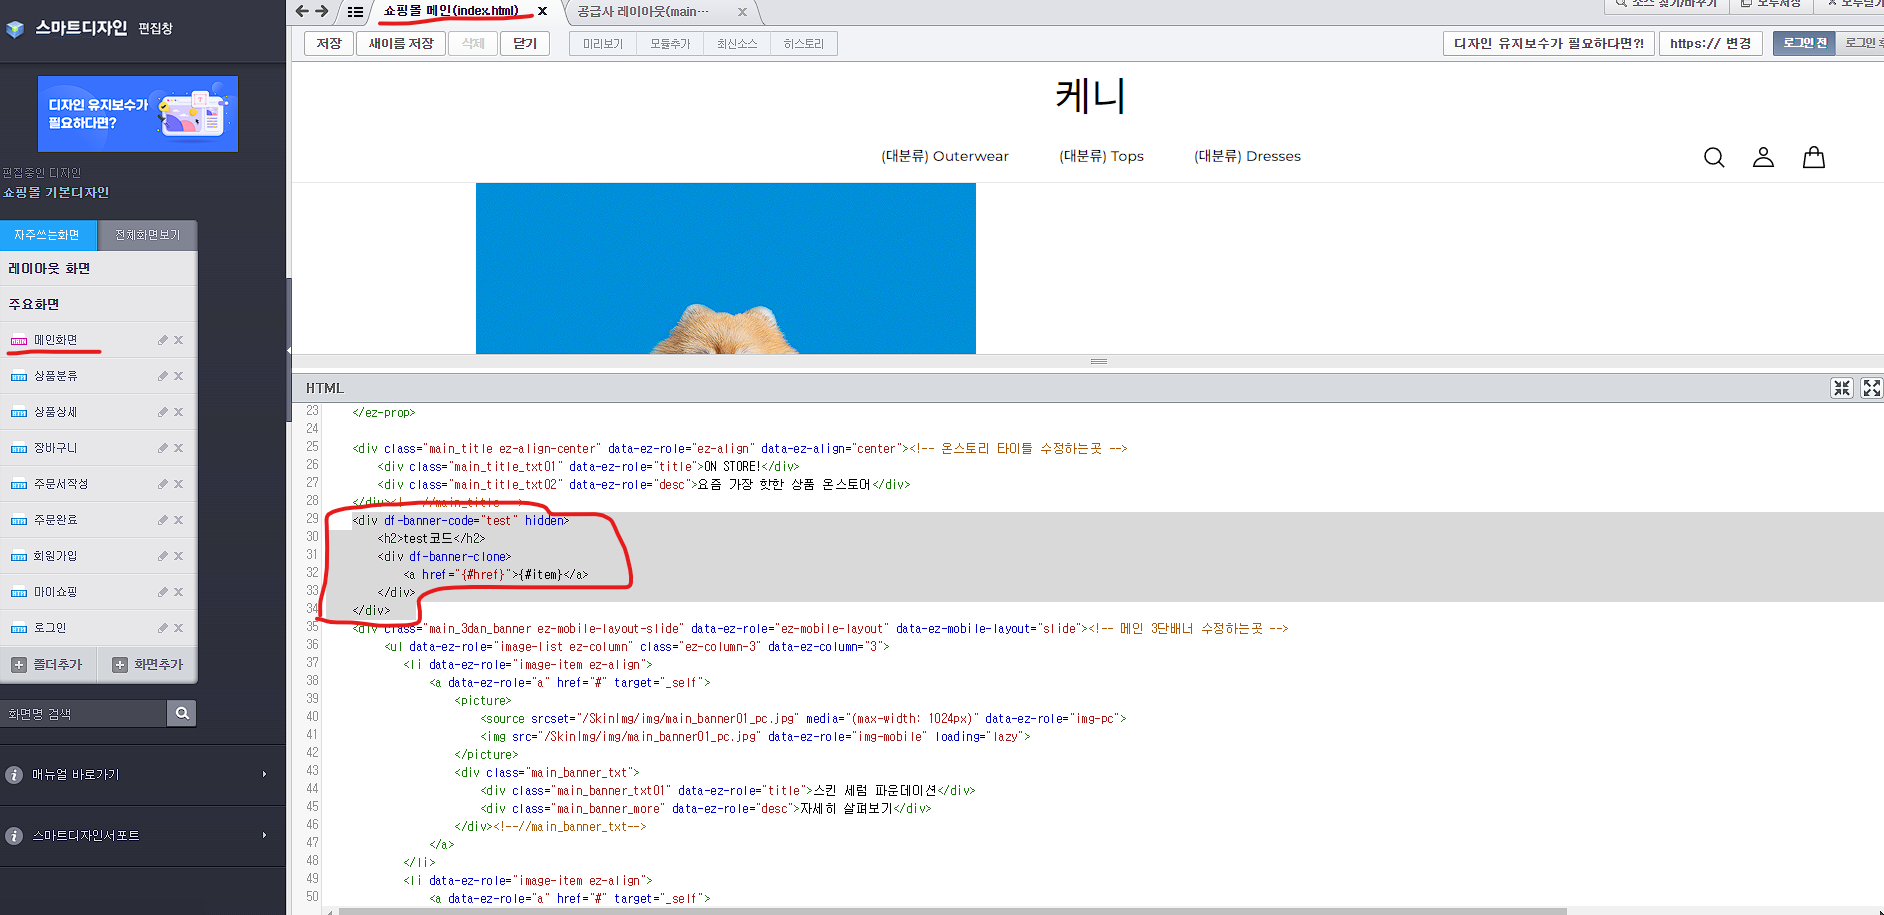 스마트디자인 편집창
디자인 유지보수가
필요하다면?
편집중인 디자인
쇼핑몰 기본디자인
자주쓰는화면 전체화면보기
레이아웃 화면
주요화면
메인화면
상품분류
상품상세
장바구니
주문서작성
주문완료
회원가입
마이쇼핑
로그인
폴더추가 화면추가
화면명 검색
매뉴얼 바로가기
스마트디자인서포트
쇼핑몰 메인(index.html) x 공급사 레이아웃(main··· x
소스 찾기/바꾸기 모두저장 모두닫기
저장 새이름 저장 삭제 닫기 미리보기 모듈추가 최신소스 히스토리 디자인 유지보수가 필요하다면?! https:// 변경 로그인 전 로그인 후
케니
(대분류) Outerwear (대분류) Tops (대분류) Dresses
HTML
23 </ez-prop>
24
25 <div class="main_title ez-align-center" data-ez-role="ez-align" data-ez-align="center"><!-- 온스토리 타이틀 수정하는곳 -->
26 <div class="main_title_txt01" data-ez-role="title">ON STORE!</div>
27 <div class="main_title_txt02" data-ez-role="desc">요즘 가장 핫한 상품 온스토어</div>
28 </div><!--//main_title-->
29 <div df-banner-code="test" hidden>
30 <h2>test코드</h2>
31 <div df-banner-clone>
32 <a href="{#href}">{#item}</a>
33 </div>
34 </div>
35 <div class="main_3dan_banner ez-mobile-layout-slide" data-ez-role="ez-mobile-layout" data-ez-mobile-layout="slide"><!-- 메인 3단배너 수정하는곳 -->
36 <ul data-ez-role="image-list ez-column" class="ez-column-3" data-ez-column="3">
37 <li data-ez-role="image-item ez-align">
38 <a data-ez-role="a" href="#" target="_self">
39 <picture>
40 <source srcset="/SkinImg/img/main_banner01_pc.jpg" media="(max-width: 1024px)" data-ez-role="img-pc">
41 <img src="/SkinImg/img/main_banner01_pc.jpg" data-ez-role="img-mobile" loading="lazy">
42 </picture>
43 <div class="main_banner_txt">
44 <div class="main_banner_txt01" data-ez-role="title">스킨 세럼 파운데이션</div>
45 <div class="main_banner_more" data-ez-role="desc">자세히 살펴보기</div>
46 </div><!--//main_banner_txt-->
47 </a>
48 </li>
49 <li data-ez-role="image-item ez-align">
50 <a data-ez-role="a" href="#" target="_self">